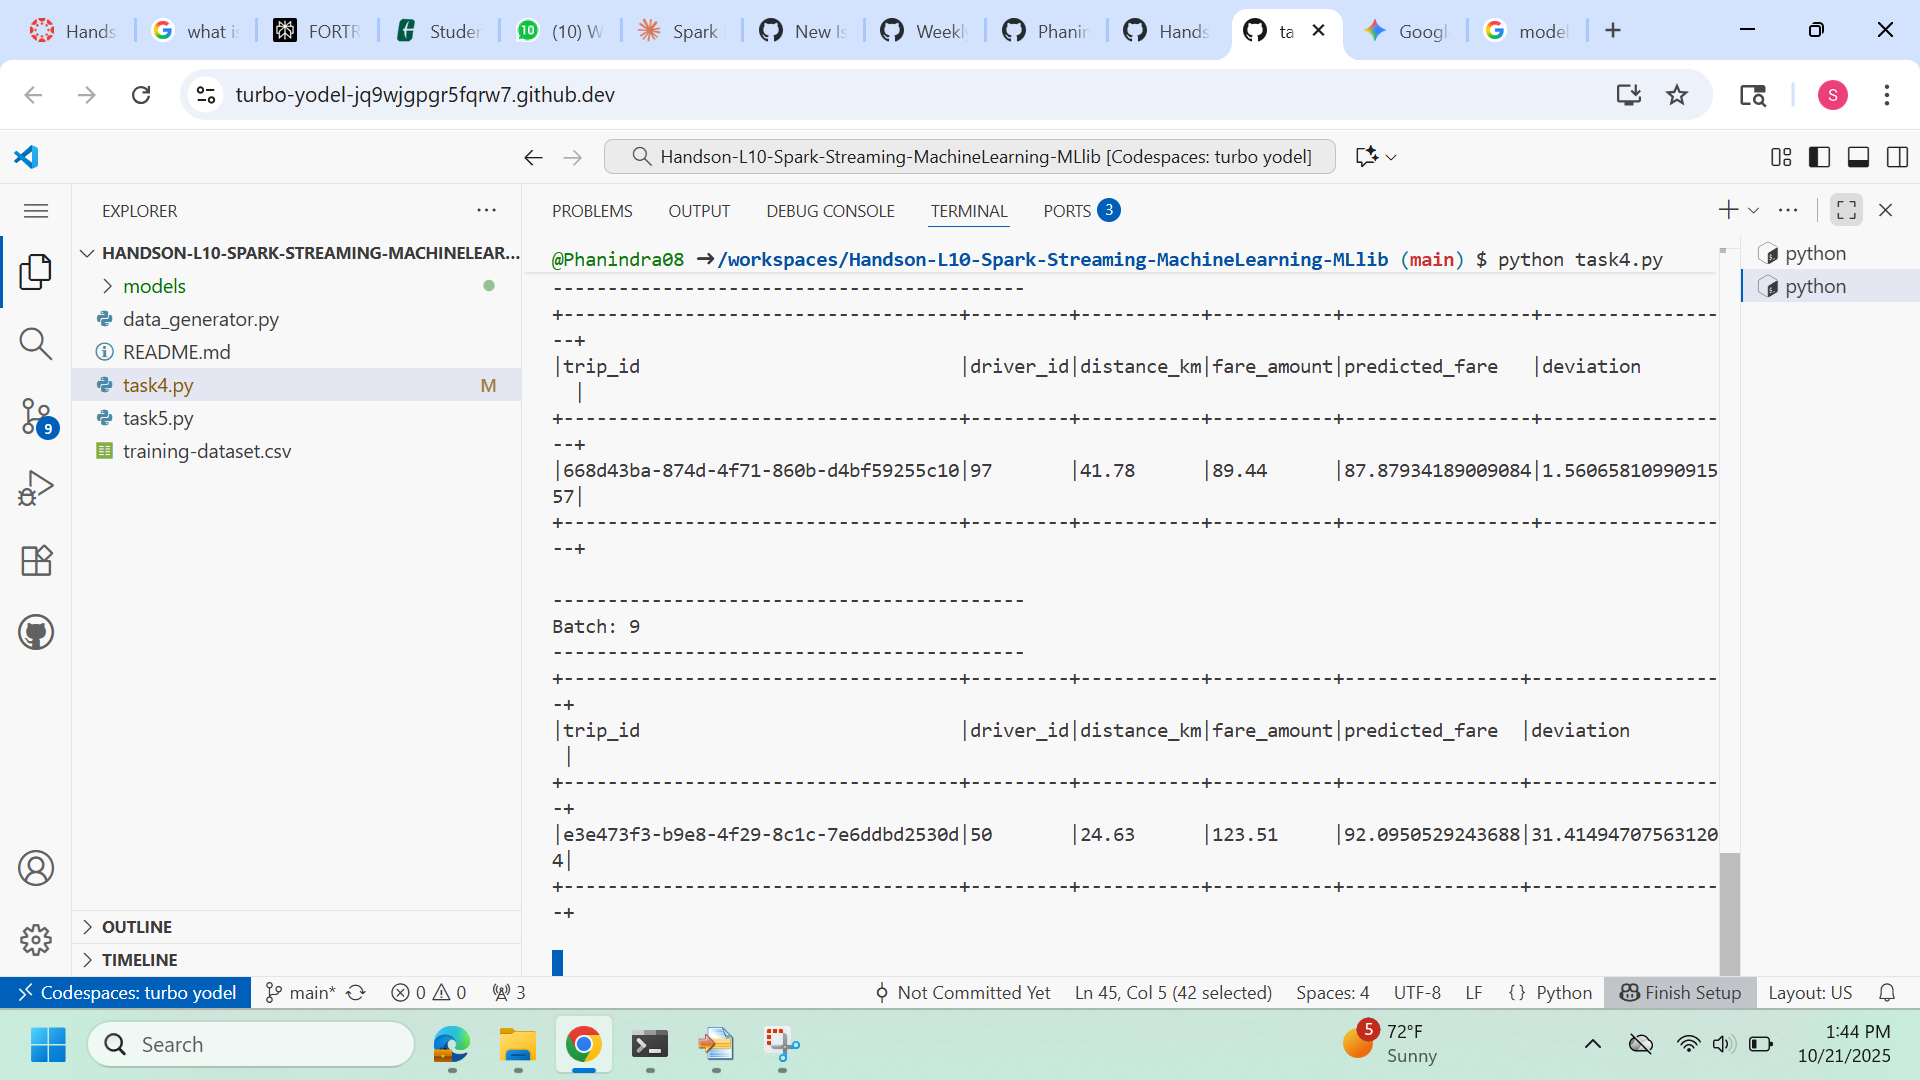 Hands
what is
FORTR
Studer
(10) W
Spark
New Is
Weekly
Phanir
Hands
ta
Googl
model
turbo-yodel-jq9wjgpgr5fqrw7.github.dev
S
Handson-L10-Spark-Streaming-MachineLearning-MLlib [Codespaces: turbo yodel]
EXPLORER
HANDSON-L10-SPARK-STREAMING-MACHINELEAR...
models
data_generator.py
README.md
task4.py M
task5.py
training-dataset.csv
9
OUTLINE
TIMELINE
PROBLEMS OUTPUT DEBUG CONSOLE TERMINAL PORTS 3
python
python
@Phanindra08 ➜/workspaces/Handson-L10-Spark-Streaming-MachineLearning-MLlib (main) $ python task4.py
-------------------------------------------
+------------------------------------+---------+-----------+-----------+-----------------+----------------
--+
|trip_id                             |driver_id|distance_km|fare_amount|predicted_fare   |deviation
  |
+------------------------------------+---------+-----------+-----------+-----------------+----------------
--+
|668d43ba-874d-4f71-860b-d4bf59255c10|97       |41.78      |89.44      |87.87934189009084|1.56065810990915
57|
+------------------------------------+---------+-----------+-----------+-----------------+----------------
--+
-------------------------------------------
Batch: 9
-------------------------------------------
+------------------------------------+---------+-----------+-----------+----------------+-----------------
-+
|trip_id                             |driver_id|distance_km|fare_amount|predicted_fare  |deviation
 |
+------------------------------------+---------+-----------+-----------+----------------+-----------------
-+
|e3e473f3-b9e8-4f29-8c1c-7e6ddbd2530d|50       |24.63      |123.51     |92.0950529243688|31.41494707563120
4|
+------------------------------------+---------+-----------+-----------+----------------+-----------------
-+
Codespaces: turbo yodel main* 0 0 3 Not Committed Yet Ln 45, Col 5 (42 selected) Spaces: 4 UTF-8 LF {} Python Finish Setup Layout: US
Search
5
72°F
Sunny
1:44 PM
10/21/2025